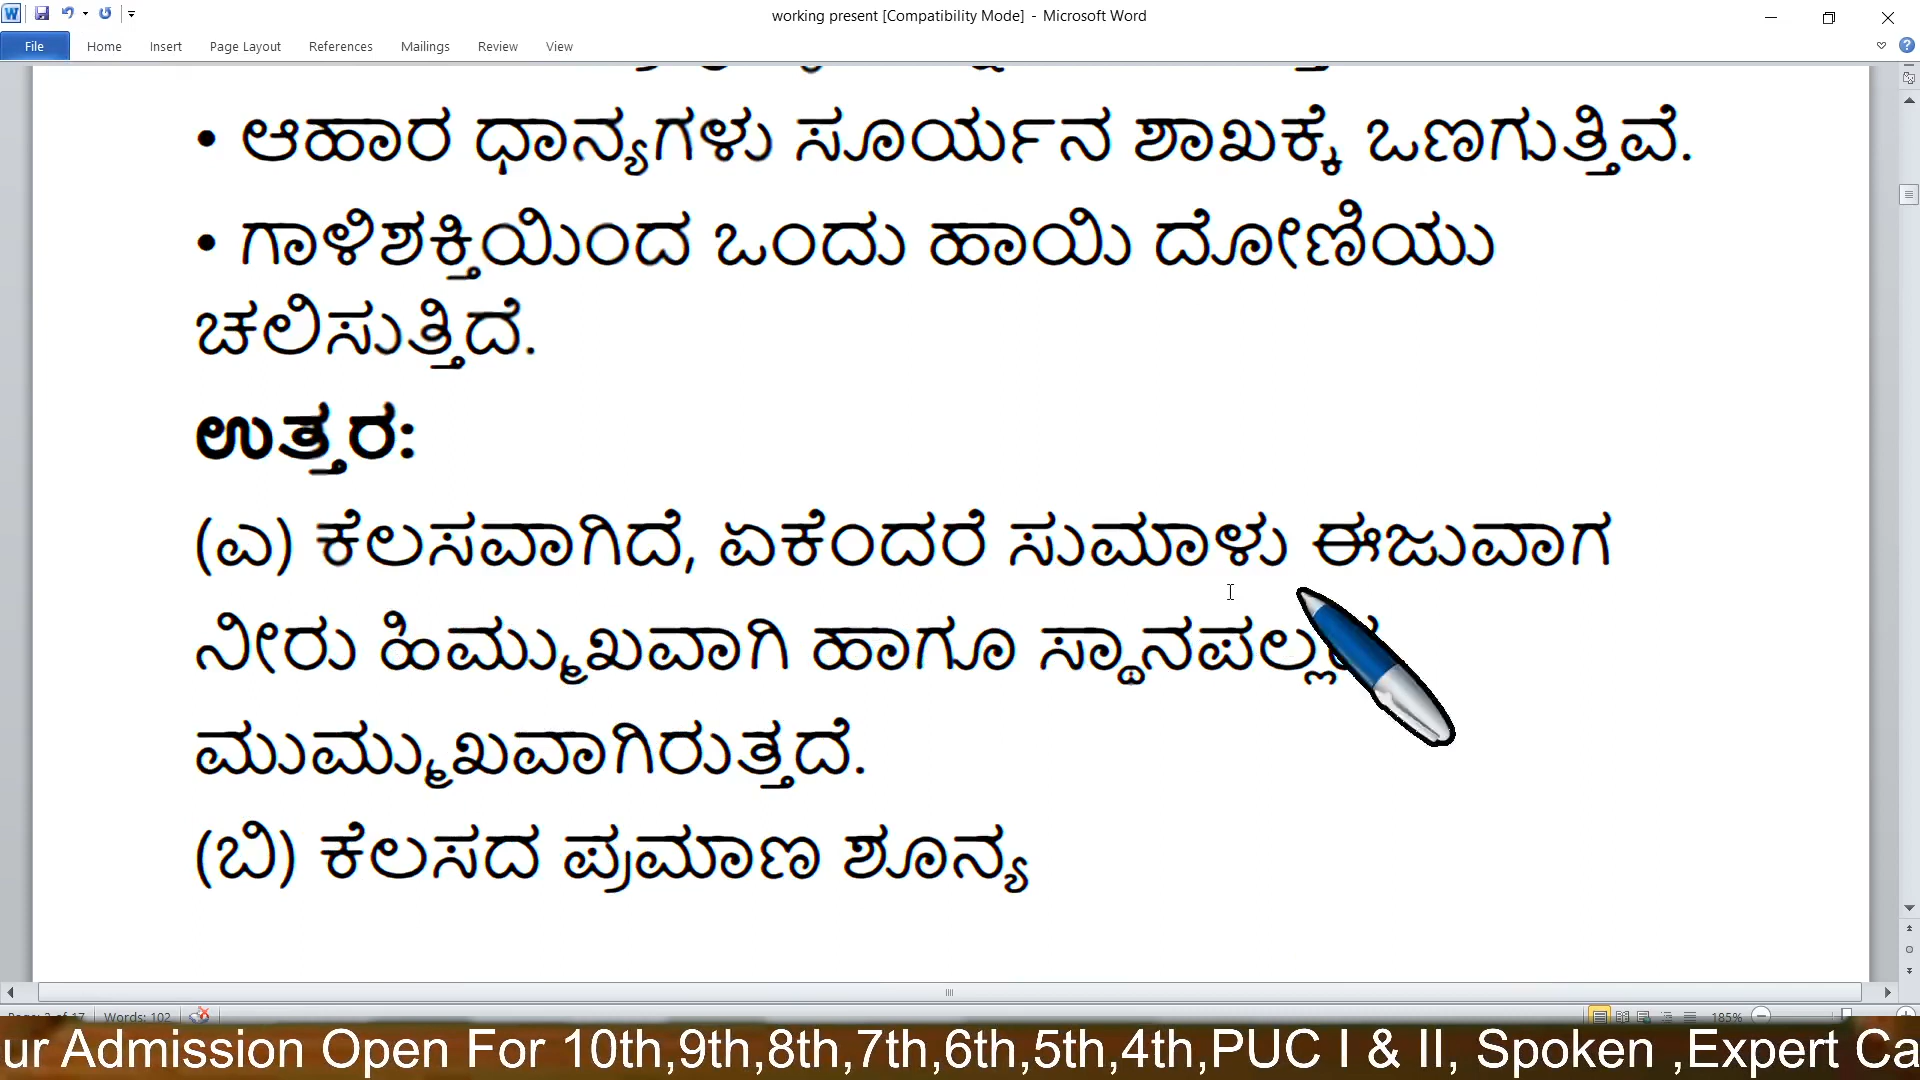 working present [Compatibility Mode] - Microsoft Word
File Home Insert Page Layout References Mailings Review View
• ಆಹಾರ ಧಾನ್ಯಗಳು ಸೂರ್ಯನ ಶಾಖಕ್ಕೆ ಒಣಗುತ್ತಿವೆ.
• ಗಾಳಿಶಕ್ತಿಯಿಂದ ಒಂದು ಹಾಯಿ ದೋಣಿಯು
ಚಲಿಸುತ್ತಿದೆ.
ಉತ್ತರ:
(ಎ) ಕೆಲಸವಾಗಿದೆ, ಏಕೆಂದರೆ ಸುಮಾಳು ಈಜುವಾಗ
ನೀರು ಹಿಮ್ಮುಖವಾಗಿ ಹಾಗೂ
ಮುಮ್ಮುಖವಾಗಿರುತ್ತದೆ.
(ಬಿ) ಕೆಲಸದ ಪ್ರಮಾಣ ಶೂನ್ಯ
Words: 102 185%
ur Admission Open For 10th,9th,8th,7th,6th,5th,4th,PUC I & II, Spoken ,Expert Ca